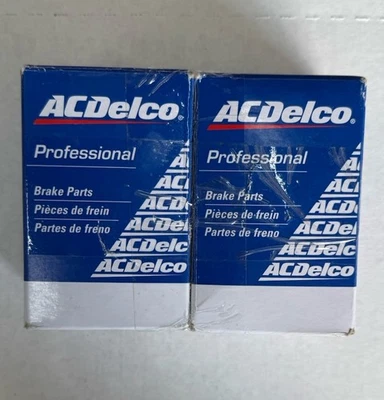 ACDelco®
Professional
Brake Parts
Pièces de frein
Partes de freno
ACDelco
ACDelco
ACDelco®
Professional
Brake Parts
Pièces de frein
Partes de freno
ACDelco
ACDelco